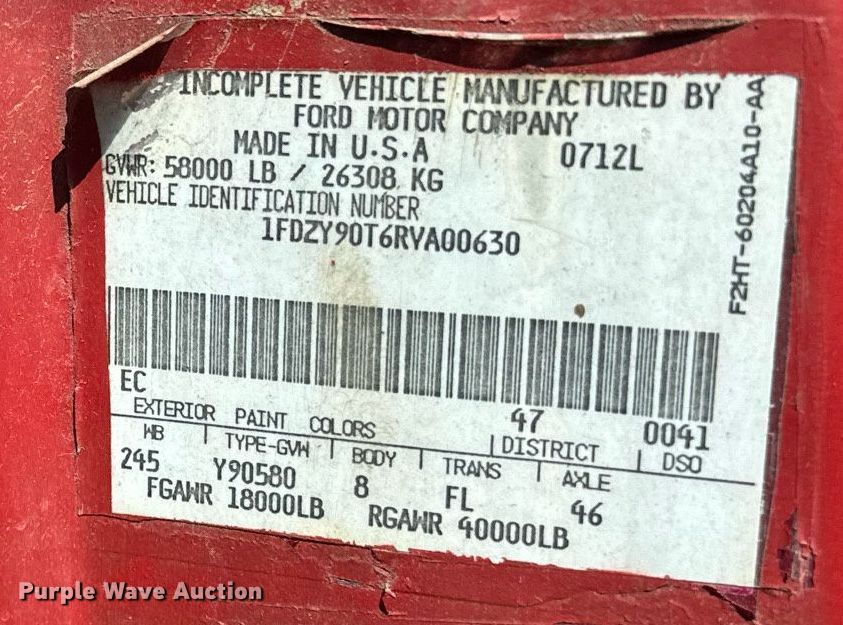 INCOMPLETE VEHICLE MANUFACTURED BY
FORD MOTOR COMPANY
MADE IN U.S.A 0712L
GVWR: 58000 LB / 26308 KG
VEHICLE IDENTIFICATION NUMBER
1FDZY90T6RVA00630
F2HT-60204A10-AA
EC 47 0041
EXTERIOR PAINT COLORS DISTRICT DSO
WB TYPE-GVW BODY TRANS AXLE
245 Y90580 8 FL 46
FGAWR 18000LB RGAWR 40000LB
Purple Wave Auction